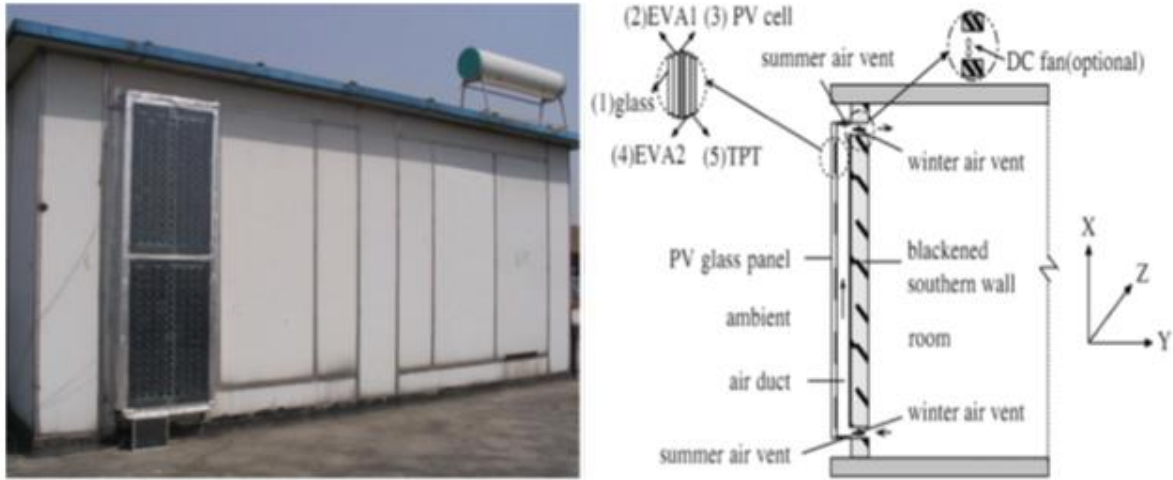 (2)EVA1 (3) PV cell
summer air vent
DC fan(optional)
(1)glass
(4)EVA2
(5)TPT
winter air vent
X
PV glass panel
blackened
southern wall
Z
ambient
room
Y
air duct
winter air vent
summer air vent